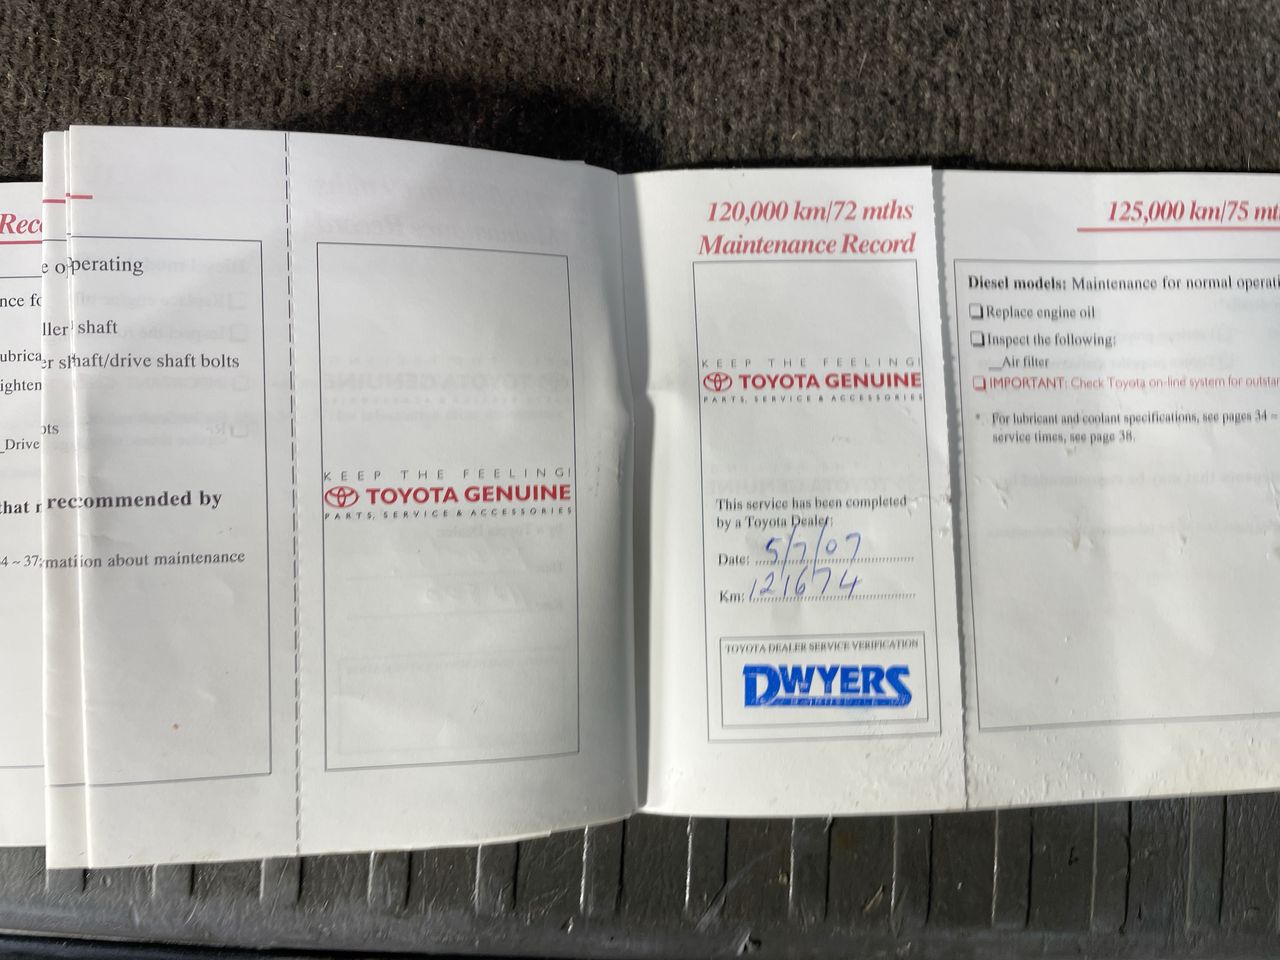 Rec
nce fo
ubrica
ighten
_Drive
that r
4 ~ 37
e operating
ller shaft
er shaft/drive shaft bolts
ots
recommended by
mation about maintenance
KEEP THE FEELING!
TOYOTA GENUINE
PARTS, SERVICE & ACCESSORIES
120,000 km/72 mths
Maintenance Record
KEEP THE FEELING!
TOYOTA GENUINE
PARTS, SERVICE & ACCESSORIES
This service has been completed
by a Toyota Dealer:
Date: 5/7/07
Km: 121674
TOYOTA DEALER SERVICE VERIFICATION
DWYERS
125,000 km/75 mt
Diesel models: Maintenance for normal operati
Replace engine oil
Inspect the following:
__Air filter
IMPORTANT: Check Toyota on-line system for outstan
* For lubricant and coolant specifications, see pages 34 ~
service times, see page 38.